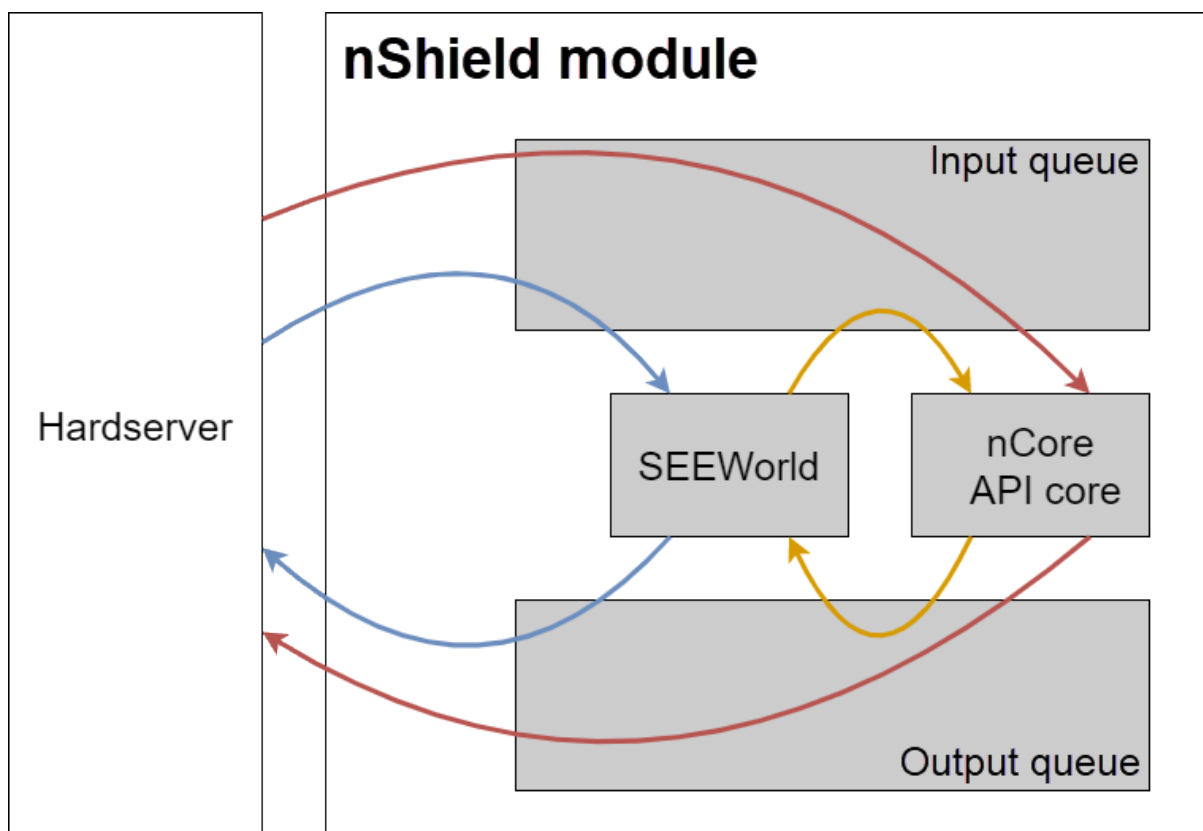 nShield module
Input queue
Hardserver
SEEWorld
nCore
API core
Output queue